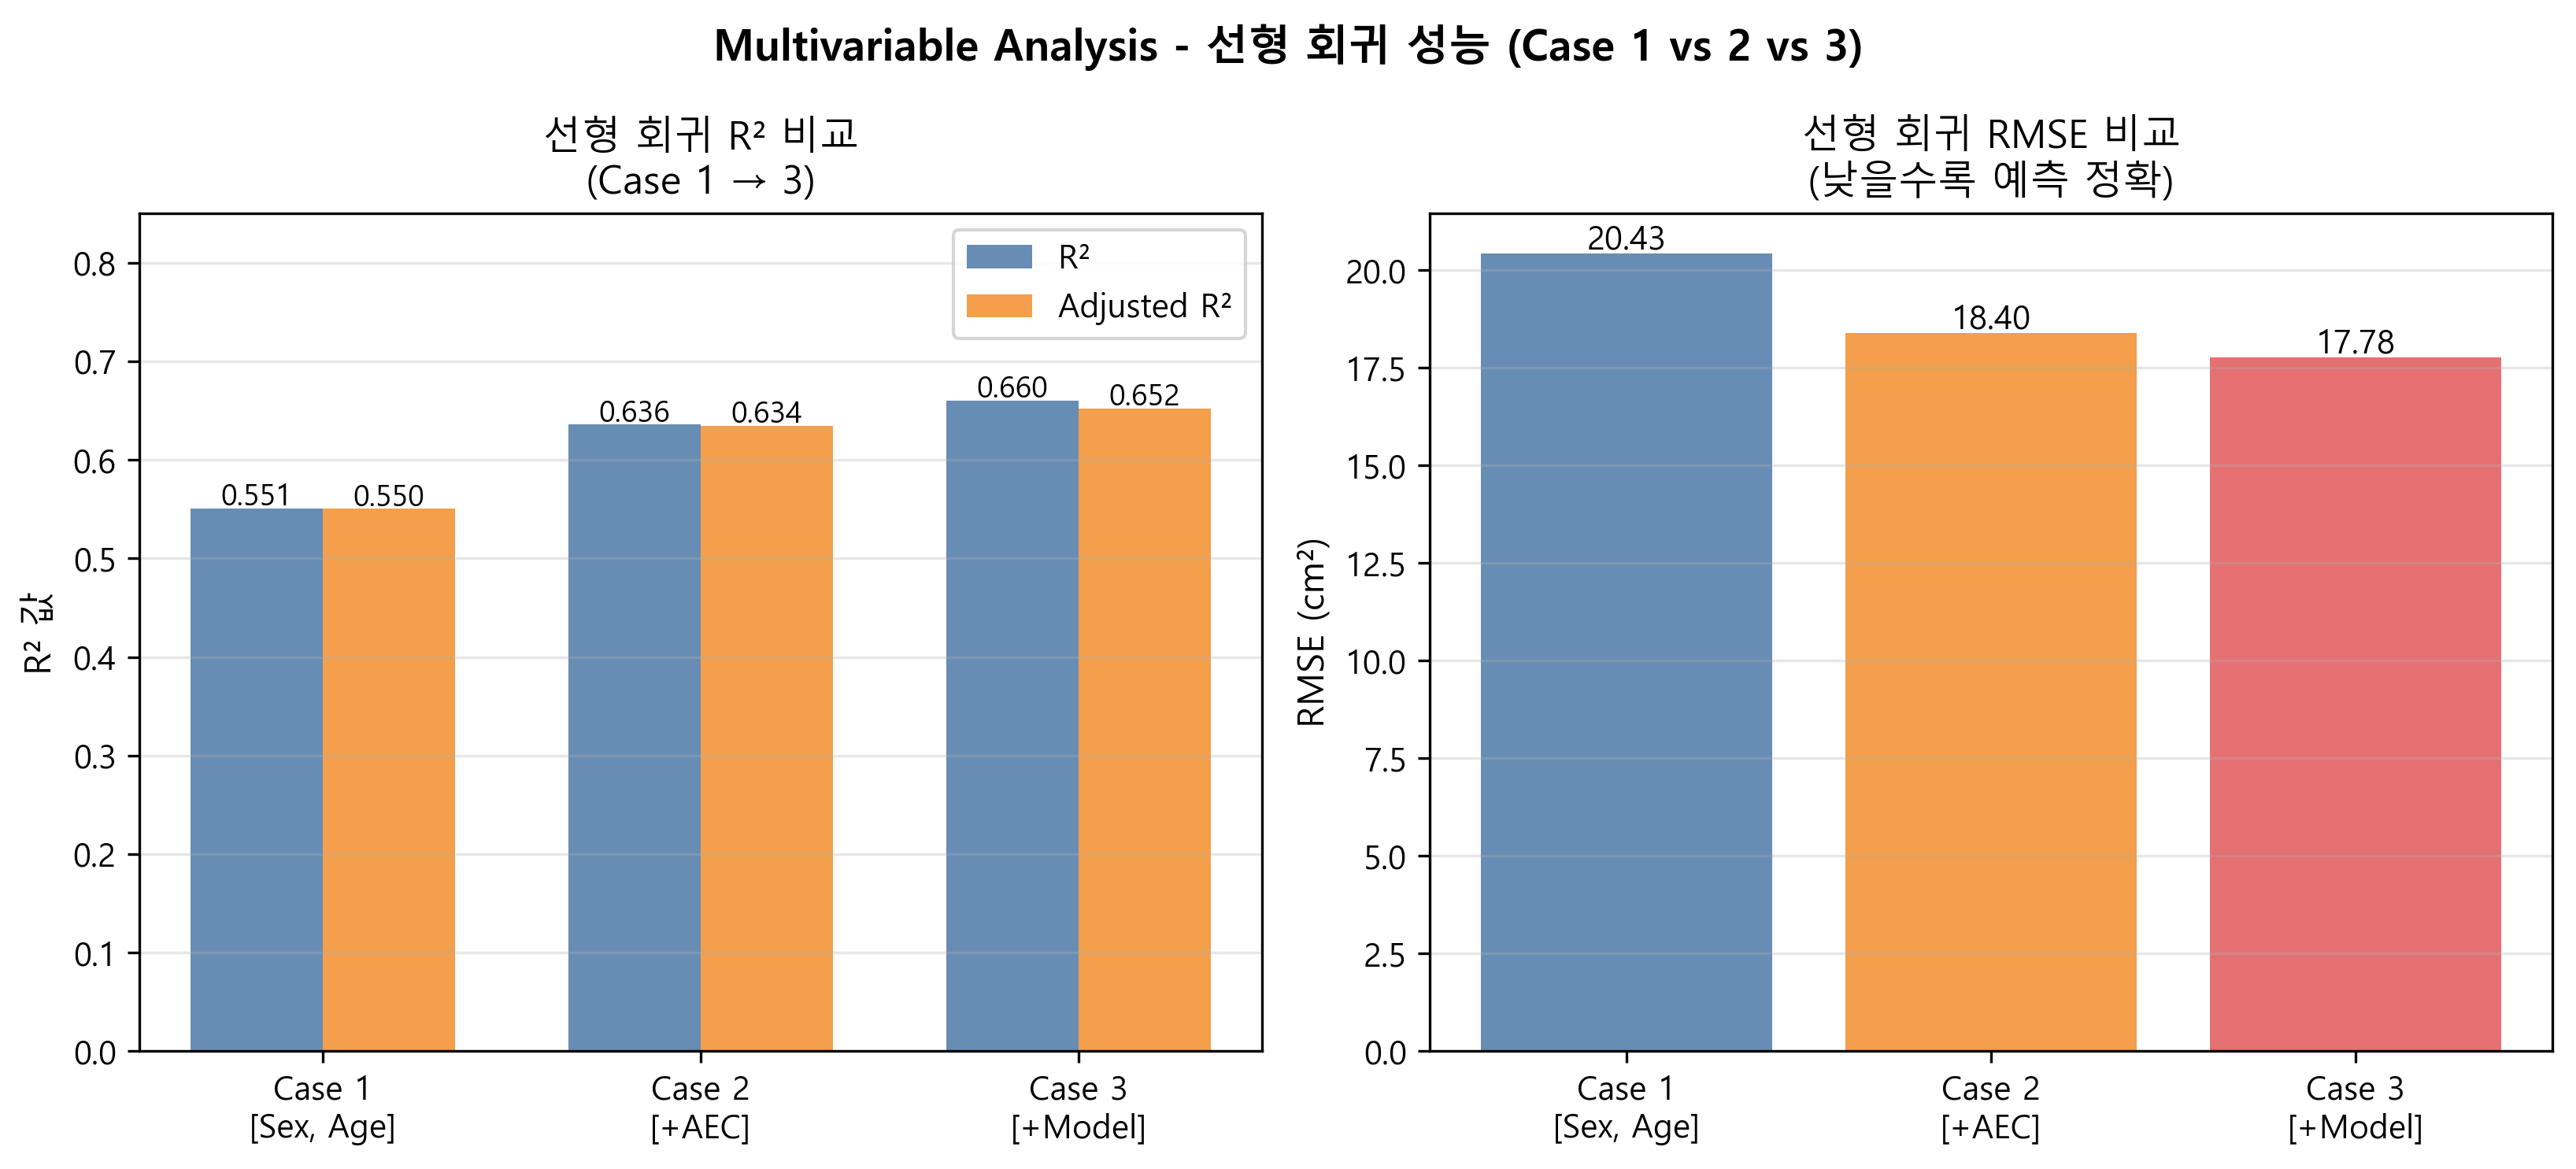 Multivariable Analysis - 선형 회귀 성능 (Case 1 vs 2 vs 3)
선형 회귀 R² 비교
(Case 1 → 3)
R² 값
0.8
0.7
0.6
0.5
0.4
0.3
0.2
0.1
0.0
R²
Adjusted R²
0.551
0.550
0.636
0.634
0.660
0.652
Case 1
[Sex, Age]
Case 2
[+AEC]
Case 3
[+Model]
선형 회귀 RMSE 비교
(낮을수록 예측 정확)
RMSE (cm²)
20.0
17.5
15.0
12.5
10.0
7.5
5.0
2.5
0.0
20.43
18.40
17.78
Case 1
[Sex, Age]
Case 2
[+AEC]
Case 3
[+Model]